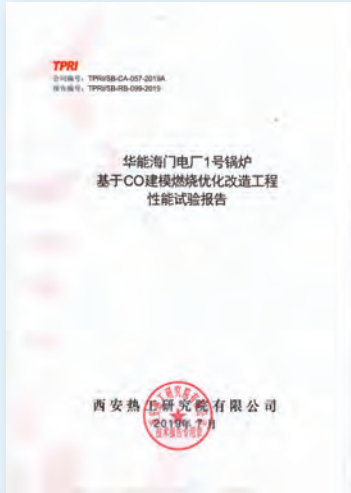 TPRI
合同编号：TPRI/SB-CA-057-2019A
报告编号：TPRI/SB-RB-099-2019
华能海门电厂1号锅炉
基于CO建模燃烧优化改造工程
性能试验报告
西安热工研究院有限公司
2019年7月